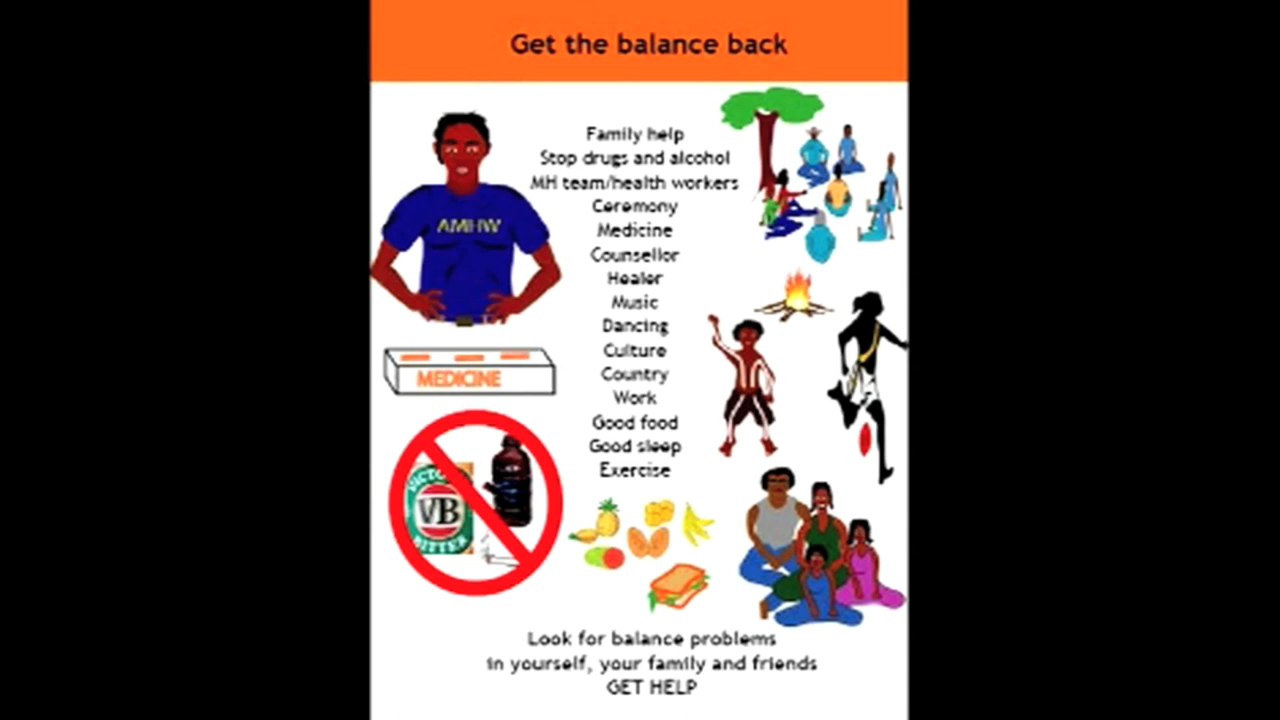 Get the balance back
Family help
Stop drugs and alcohol
MH team/health workers
Ceremony
Medicine
Counsellor
Healer
Music
Dancing
Culture
Country
Work
Good food
Good sleep
Exercise
AMHW
MEDICINE
VICTO
VB
BITTER
Look for balance problems
in yourself, your family and friends
GET HELP